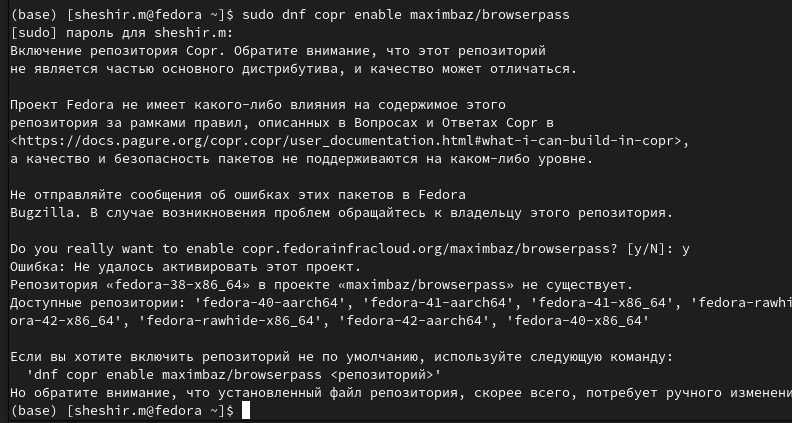 (base) [sheshir.m@fedora ~]$ sudo dnf copr enable maximbaz/browserpass
[sudo] пароль для sheshir.m:
Включение репозитория Copr. Обратите внимание, что этот репозиторий
не является частью основного дистрибутива, и качество может отличаться.
Проект Fedora не имеет какого-либо влияния на содержимое этого
репозитория за рамками правил, описанных в Вопросах и Ответах Copr в
<https://docs.pagure.org/copr.copr/user_documentation.html#what-i-can-build-in-copr>,
а качество и безопасность пакетов не поддерживаются на каком-либо уровне.
Не отправляйте сообщения об ошибках этих пакетов в Fedora
Bugzilla. В случае возникновения проблем обращайтесь к владельцу этого репозитория.
Do you really want to enable copr.fedorainfracloud.org/maximbaz/browserpass? [y/N]: y
Ошибка: Не удалось активировать этот проект.
Репозитория «fedora-38-x86_64» в проекте «maximbaz/browserpass» не существует.
Доступные репозитории: 'fedora-40-aarch64', 'fedora-41-aarch64', 'fedora-41-x86_64', 'fedora-rawhi
ora-42-x86_64', 'fedora-rawhide-x86_64', 'fedora-42-aarch64', 'fedora-40-x86_64'
Если вы хотите включить репозиторий не по умолчанию, используйте следующую команду:
'dnf copr enable maximbaz/browserpass <репозиторий>'
Но обратите внимание, что установленный файл репозитория, скорее всего, потребует ручного изменени
(base) [sheshir.m@fedora ~]$